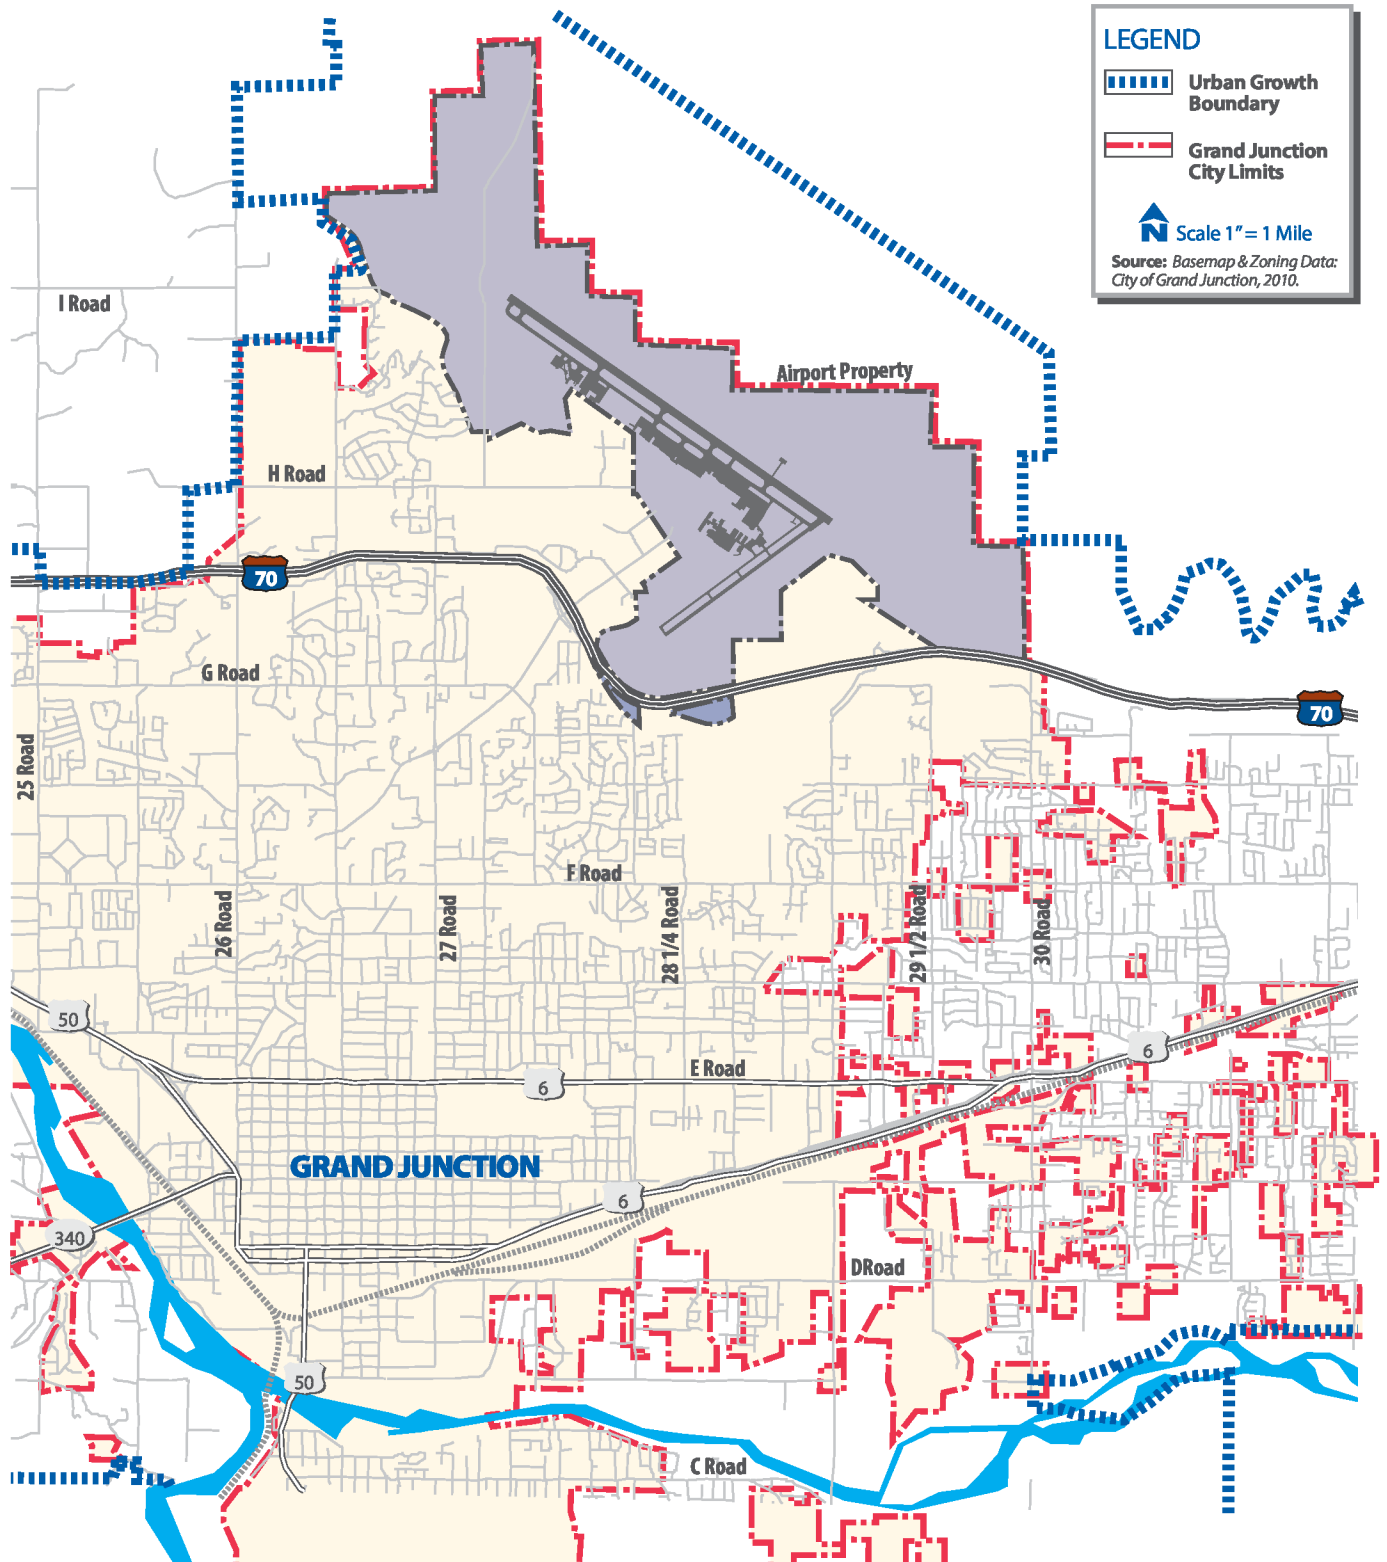 LEGEND
Urban Growth
Boundary
Grand Junction
City Limits
N Scale 1" = 1 Mile
Source: Basemap & Zoning Data:
City of Grand Junction, 2010.
I Road
Airport Property
H Road
70
G Road
70
25 Road
F Road
26 Road
27 Road
28 1/4 Road
29 1/2 Road
30 Road
50
6
E Road
6
GRAND JUNCTION
6
340
DRoad
50
C Road